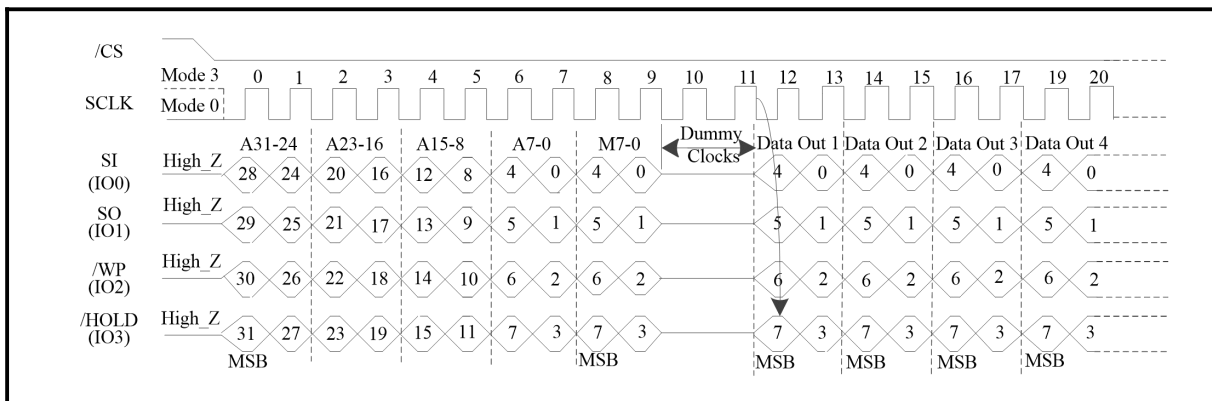 /CS
Mode 3 0 1 2 3 4 5 6 7 8 9 10 11 12 13 14 15 16 17 19 20
SCLK Mode 0
A31-24 A23-16 A15-8 A7-0 M7-0 Dummy Clocks Data Out 1 Data Out 2 Data Out 3 Data Out 4
SI (IO0) High_Z 28 24 20 16 12 8 4 0 4 0 4 0 4 0 4 0 4 0
SO (IO1) High_Z 29 25 21 17 13 9 5 1 5 1 5 1 5 1 5 1 5 1
/WP (IO2) High_Z 30 26 22 18 14 10 6 2 6 2 6 2 6 2 6 2 6 2
/HOLD (IO3) High_Z 31 27 23 19 15 11 7 3 7 3 7 3 7 3 7 3 7 3
MSB MSB MSB MSB MSB MSB